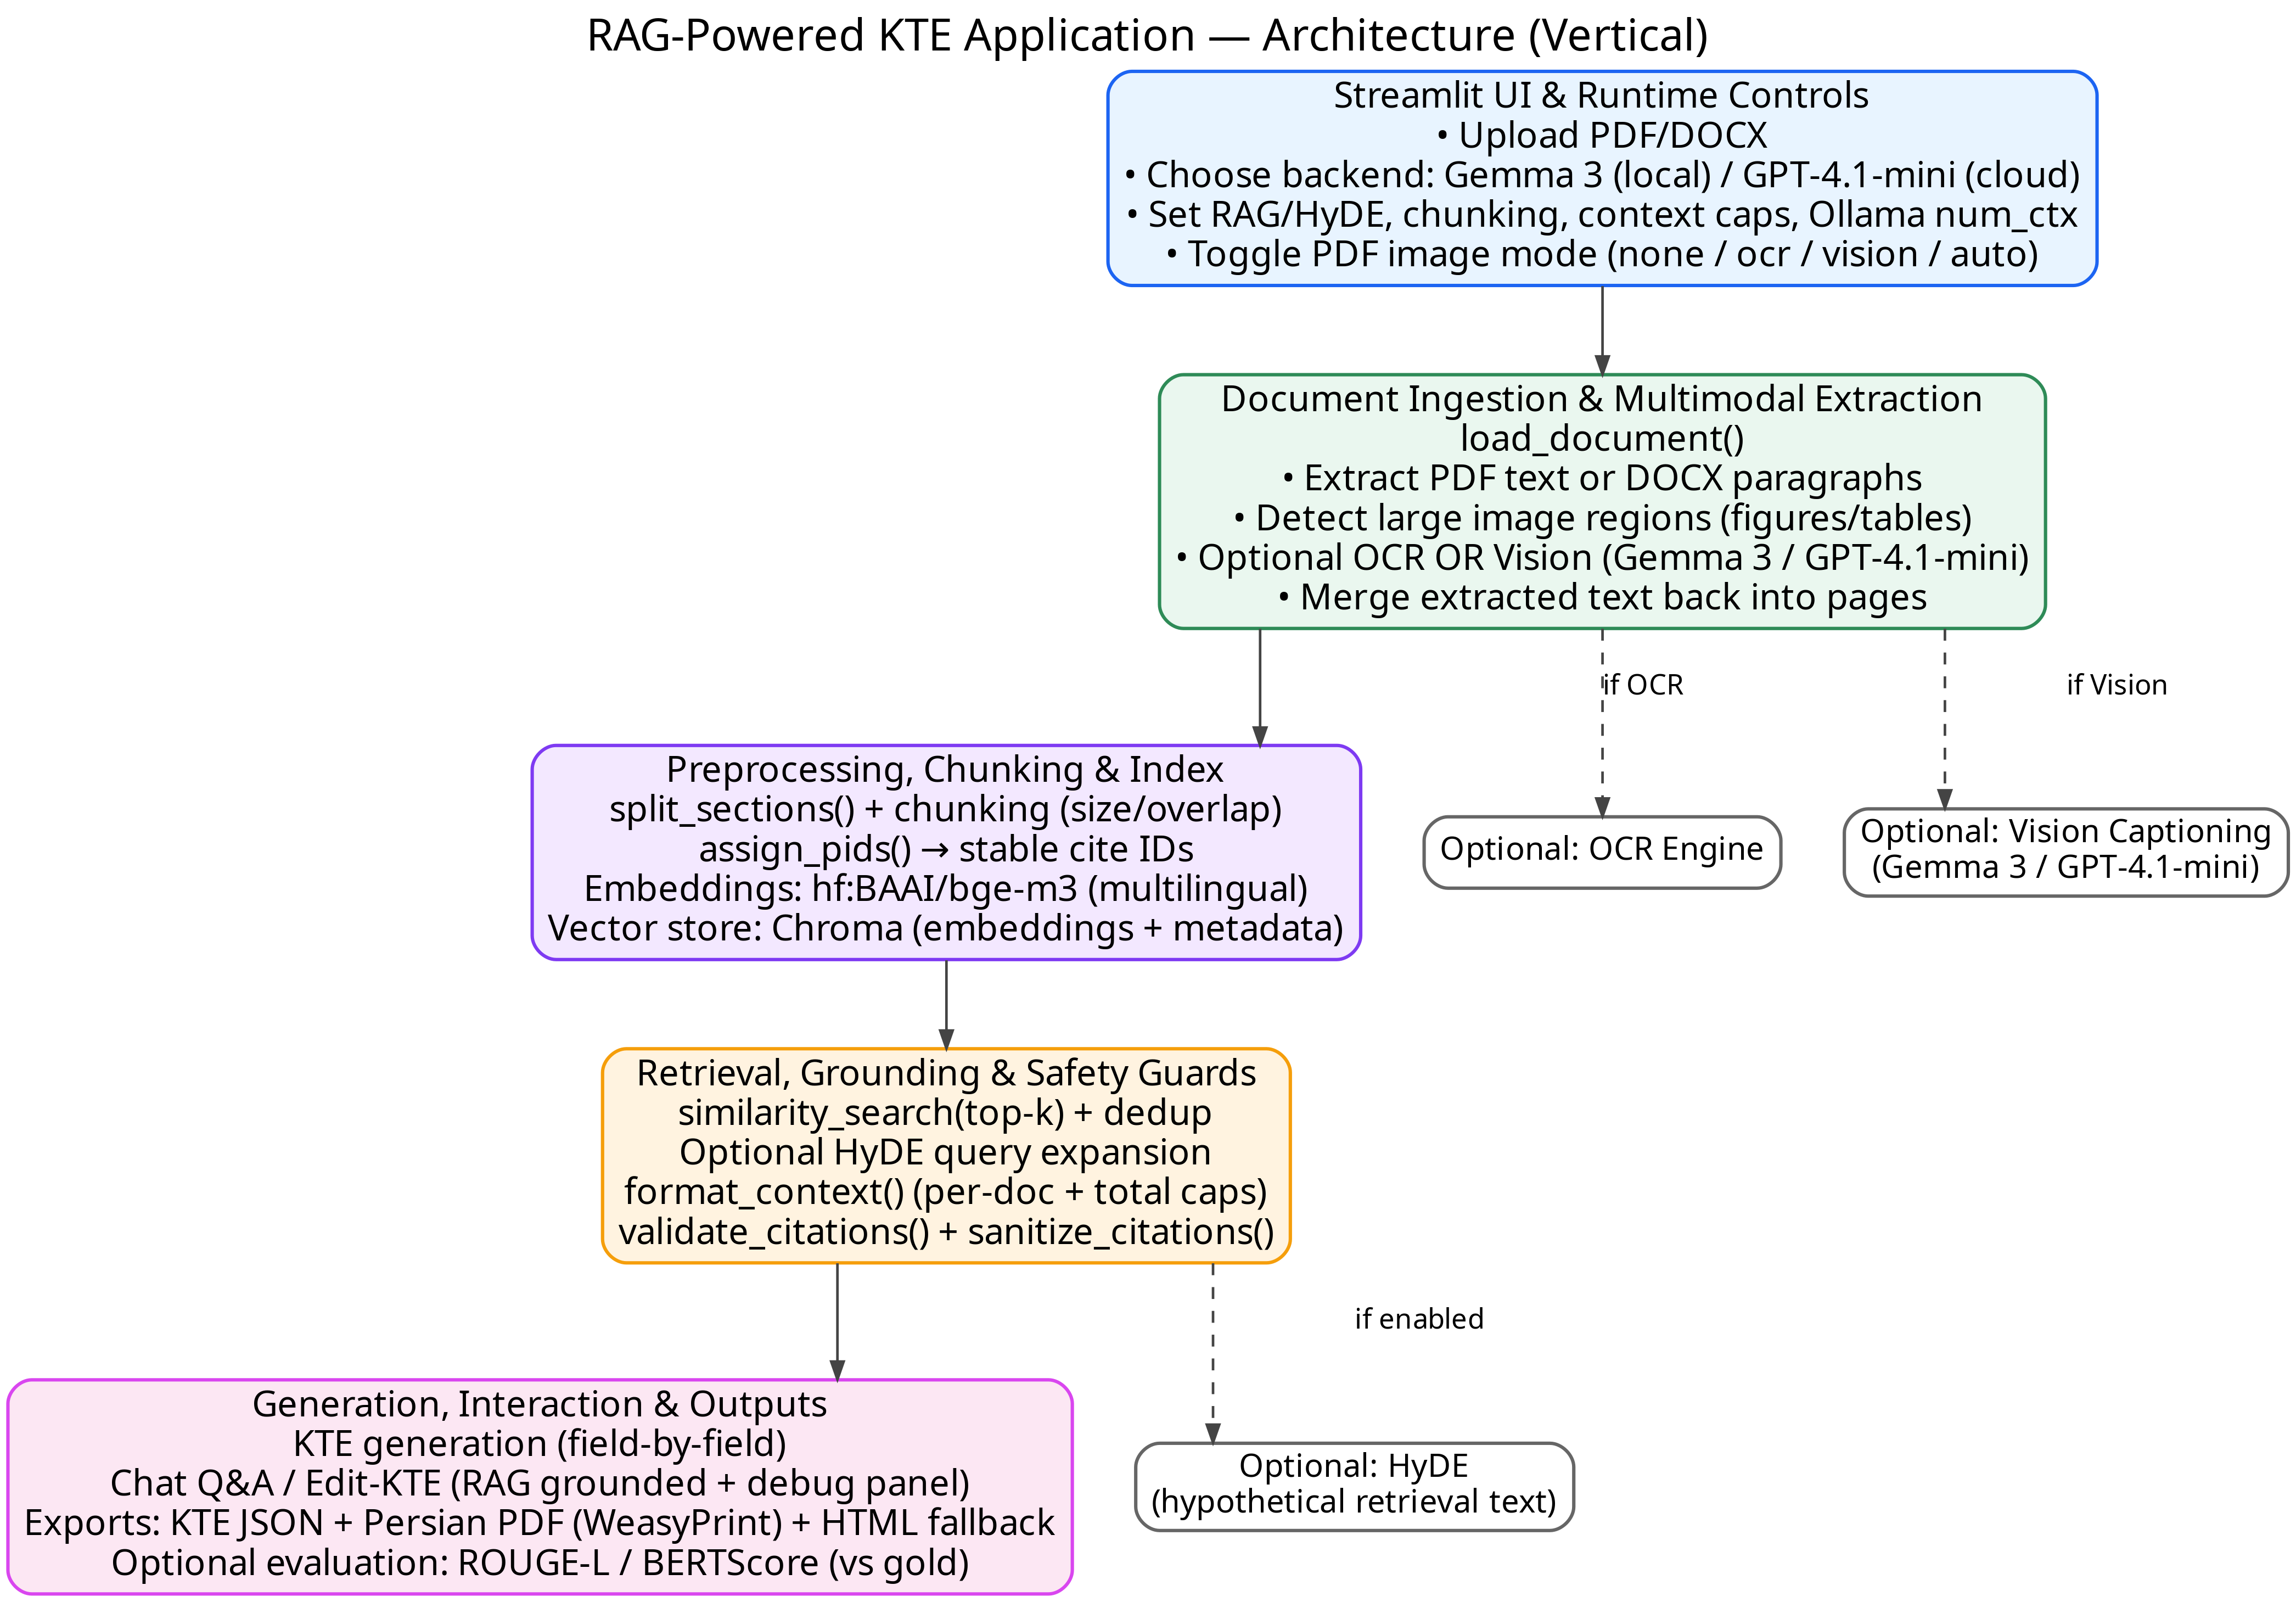 RAG-Powered KTE Application — Architecture (Vertical)
Streamlit UI & Runtime Controls
• Upload PDF/DOCX
• Choose backend: Gemma 3 (local) / GPT-4.1-mini (cloud)
• Set RAG/HyDE, chunking, context caps, Ollama num_ctx
• Toggle PDF image mode (none / ocr / vision / auto)
Document Ingestion & Multimodal Extraction
load_document()
• Extract PDF text or DOCX paragraphs
• Detect large image regions (figures/tables)
• Optional OCR OR Vision (Gemma 3 / GPT-4.1-mini)
• Merge extracted text back into pages
if OCR
if Vision
Preprocessing, Chunking & Index
split_sections() + chunking (size/overlap)
assign_pids() → stable cite IDs
Embeddings: hf:BAAI/bge-m3 (multilingual)
Vector store: Chroma (embeddings + metadata)
Optional: OCR Engine
Optional: Vision Captioning
(Gemma 3 / GPT-4.1-mini)
Retrieval, Grounding & Safety Guards
similarity_search(top-k) + dedup
Optional HyDE query expansion
format_context() (per-doc + total caps)
validate_citations() + sanitize_citations()
if enabled
Generation, Interaction & Outputs
KTE generation (field-by-field)
Chat Q&A / Edit-KTE (RAG grounded + debug panel)
Exports: KTE JSON + Persian PDF (WeasyPrint) + HTML fallback
Optional evaluation: ROUGE-L / BERTScore (vs gold)
Optional: HyDE
(hypothetical retrieval text)